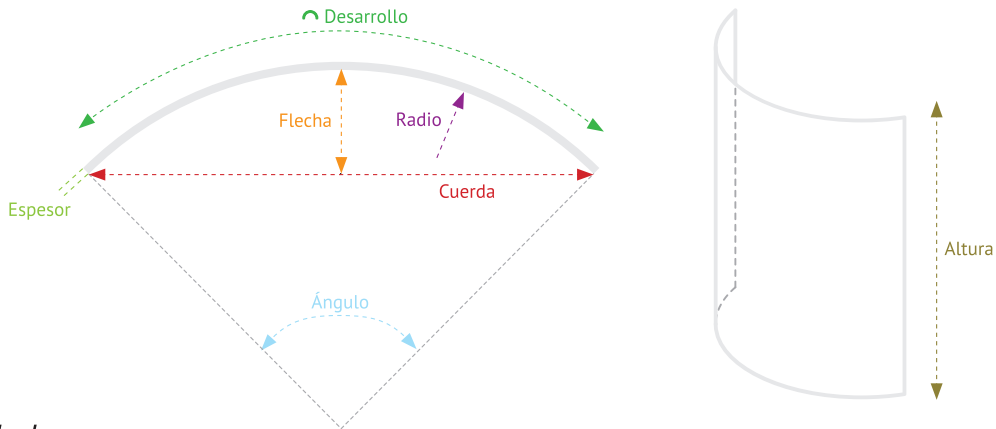 Desarrollo
Flecha
Radio
Cuerda
Espesor
Ángulo
Altura